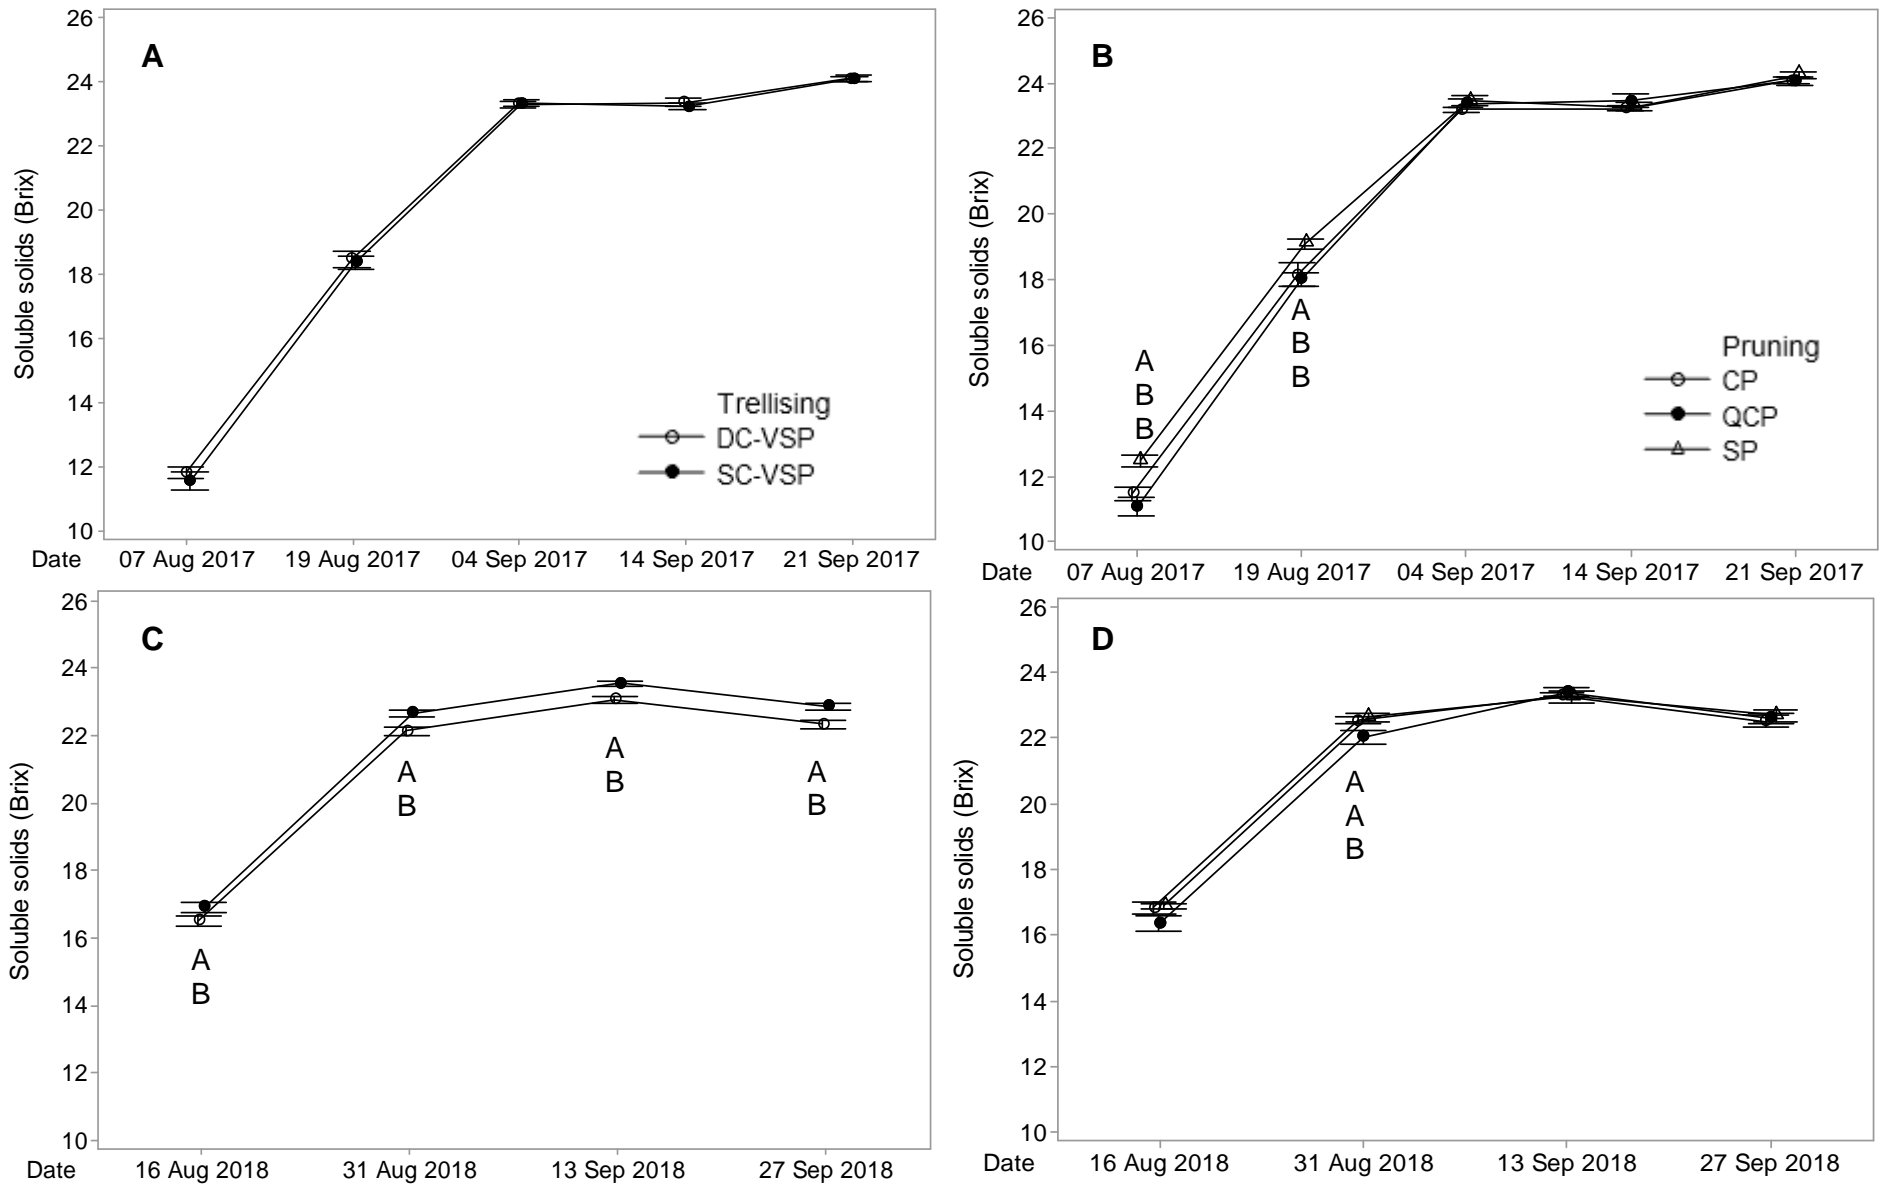 A
Soluble solids (Brix)
26
24
22
20
18
16
14
12
10
Trellising
DC-VSP
SC-VSP
Date 07 Aug 2017 19 Aug 2017 04 Sep 2017 14 Sep 2017 21 Sep 2017
B
Soluble solids (Brix)
26
24
22
20
18
16
14
12
10
A
B
B
A
B
B
Pruning
CP
QCP
SP
Date 07 Aug 2017 19 Aug 2017 04 Sep 2017 14 Sep 2017 21 Sep 2017
C
Soluble solids (Brix)
26
24
22
20
18
16
14
12
10
A
B
A
B
A
B
A
B
Date 16 Aug 2018 31 Aug 2018 13 Sep 2018 27 Sep 2018
D
Soluble solids (Brix)
26
24
22
20
18
16
14
12
10
A
A
B
Date 16 Aug 2018 31 Aug 2018 13 Sep 2018 27 Sep 2018